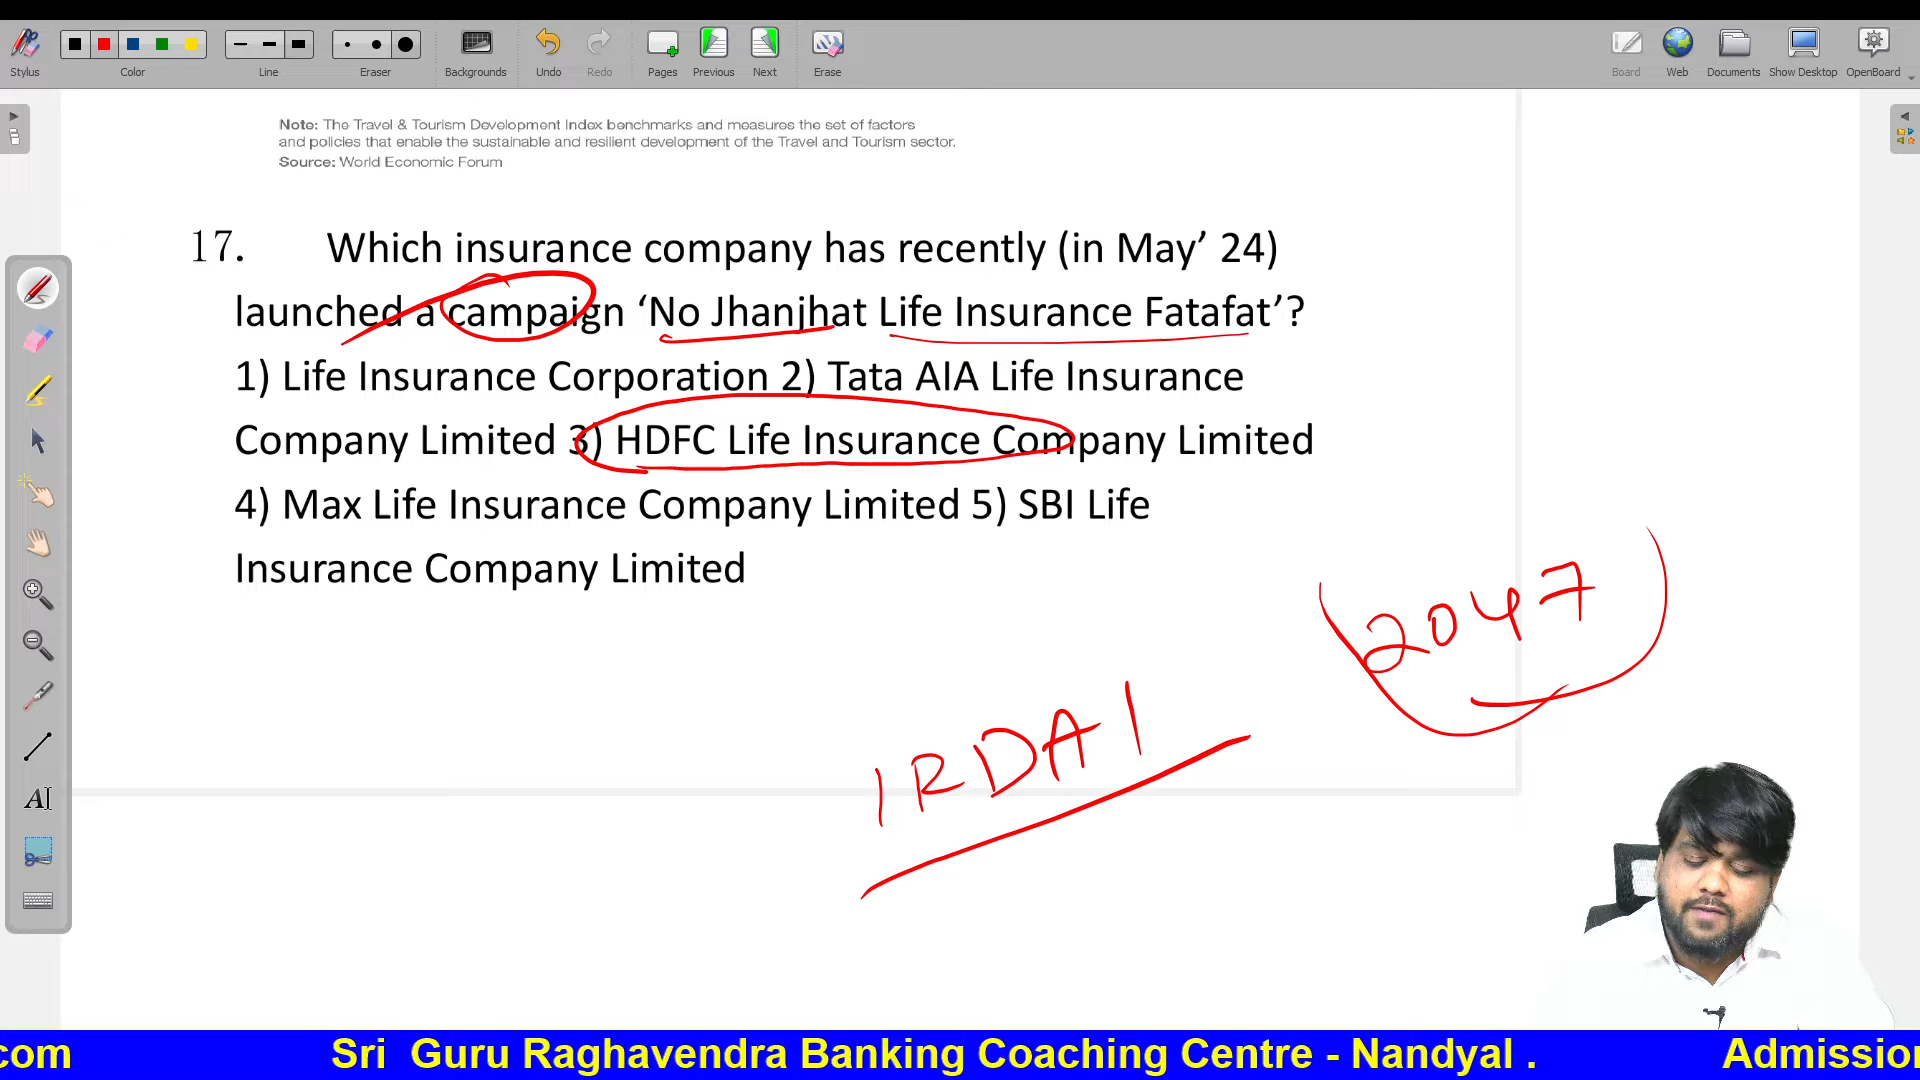 Stylus
Color
Line
Eraser
Backgrounds
Undo
Redo
Pages
Previous
Next
Erase
Board
Web
Documents
Show Desktop
OpenBoard
Note: The Travel & Tourism Development Index benchmarks and measures the set of factors
and policies that enable the sustainable and resilient development of the Travel and Tourism sector.
Source: World Economic Forum
17. Which insurance company has recently (in May’ 24)
launched a campaign ‘No Jhanjhat Life Insurance Fatafat’?
1) Life Insurance Corporation 2) Tata AIA Life Insurance
Company Limited 3) HDFC Life Insurance Company Limited
4) Max Life Insurance Company Limited 5) SBI Life
Insurance Company Limited
2047
IRDAI
com Sri Guru Raghavendra Banking Coaching Centre - Nandyal . Admission